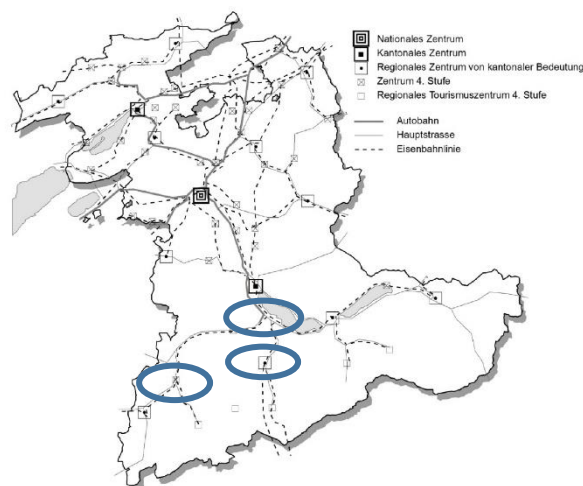 Nationales Zentrum
Kantonales Zentrum
Regionales Zentrum von kantonaler Bedeutung
Zentrum 4. Stufe
Regionales Tourismuszentrum 4. Stufe
Autobahn
Hauptstrasse
Eisenbahnlinie